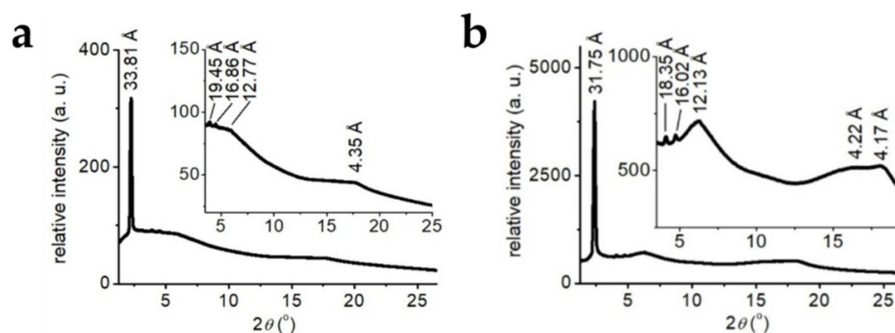 a
relative intensity (a. u.)
400
200
0
33.81 Å
150
100
50
19.45 Å
16.86 Å
12.77 Å
4.35 Å
5 10 15 20 25
5 10 15 20 25
2θ (°)
b
relative intensity (a. u.)
5000
2500
0
31.75 Å
1000
500
18.35 Å
16.02 Å
12.13 Å
4.22 Å
4.17 Å
5 10 15
5 10 15 20 25
2θ (°)